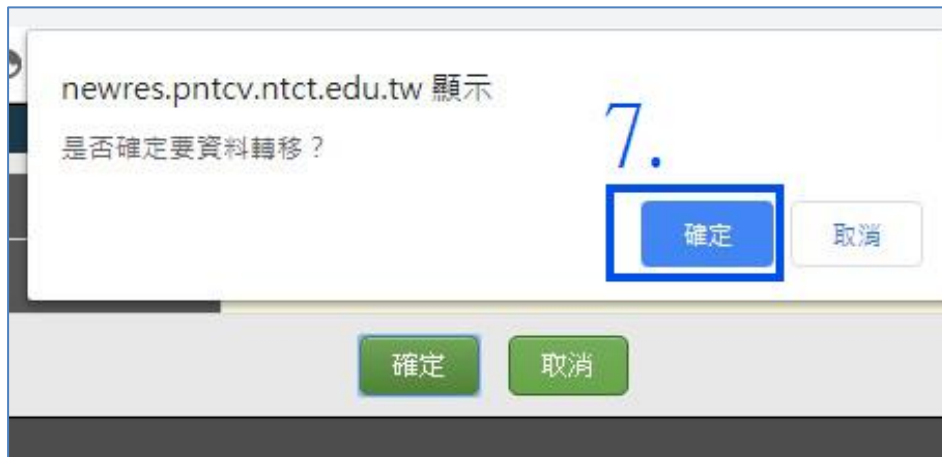 newres.pntcv.ntct.edu.tw 顯示
是否確定要資料轉移？
7.
確定 取消
確定 取消